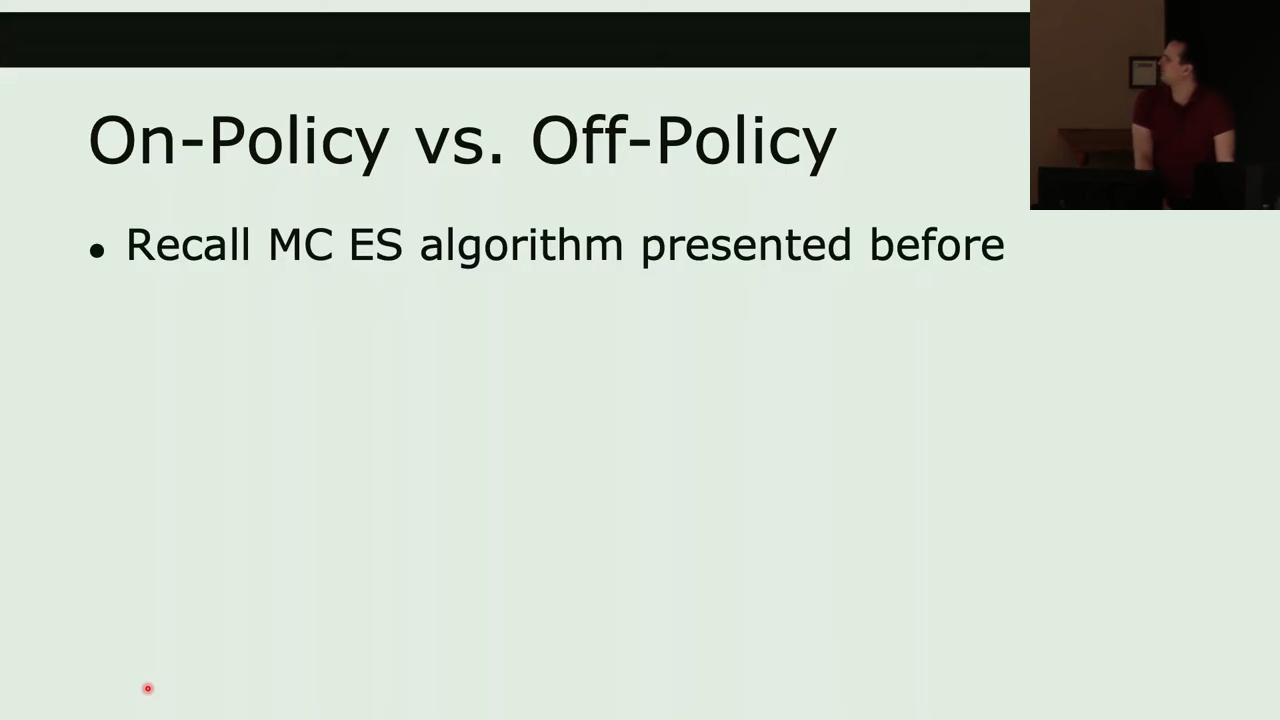 On-Policy vs. Off-Policy
• Recall MC ES algorithm presented before